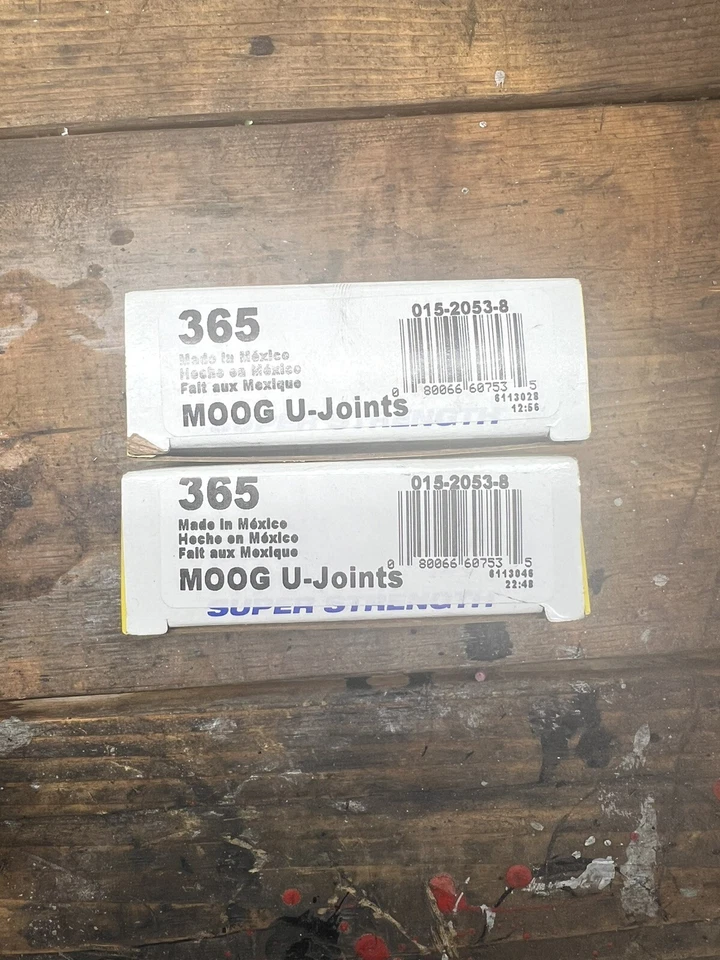 365
015-2053-8
Made in México
Hecho en México
Fait aux Mexique
0 80066 60753 5
6113028
12:56
MOOG U-Joints
STRENGTH
365
015-2053-8
Made in México
Hecho en México
Fait aux Mexique
0 80066 60753 5
6113046
22:48
MOOG U-Joints
SUPER STRENGTH